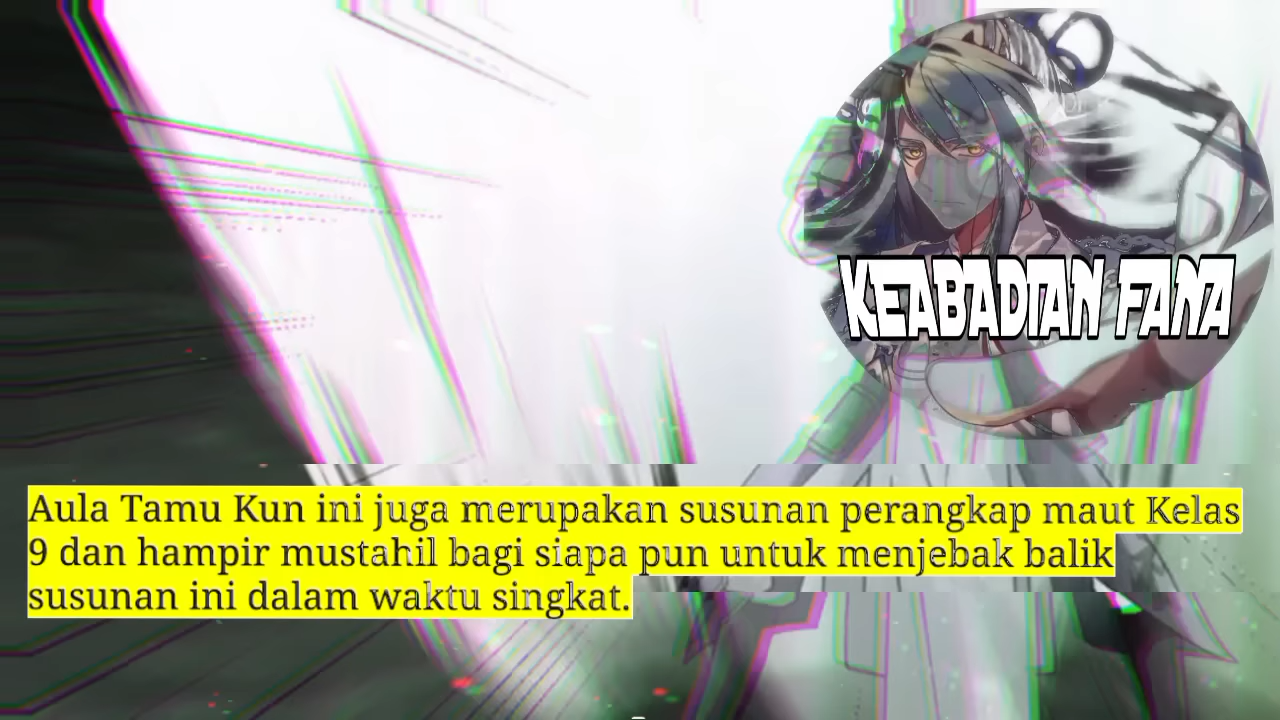 KEABADIAN FANA
Aula Tamu Kun ini juga merupakan susunan perangkap maut Kelas
9 dan hampir mustahil bagi siapa pun untuk menjebak balik
susunan ini dalam waktu singkat.